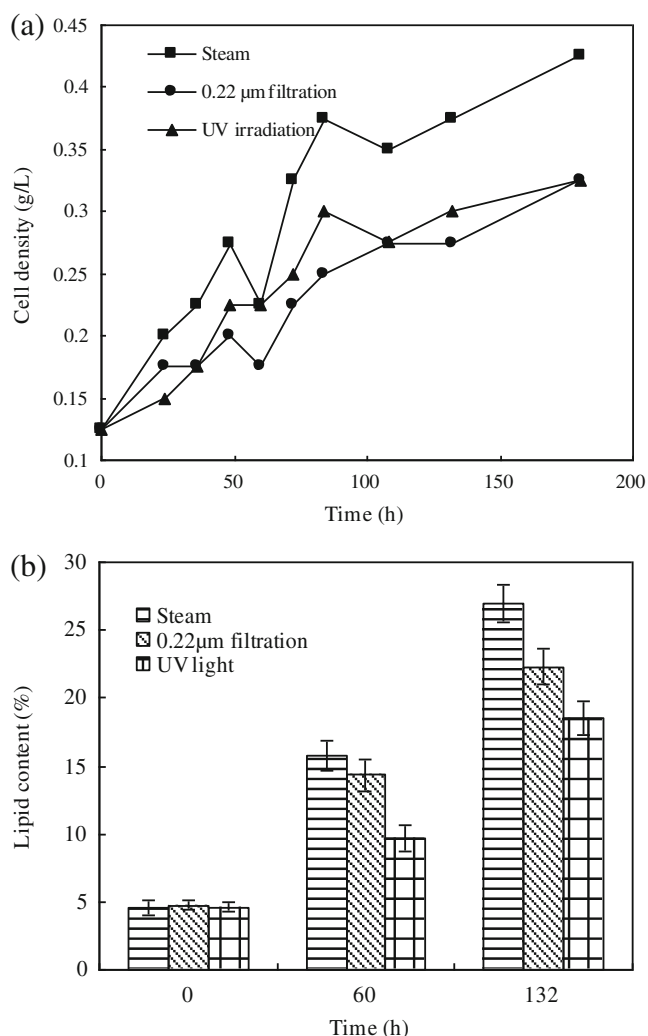 (a)
0.45
0.4
0.35
0.3
0.25
0.2
0.15
0.1
Cell density (g/L)
Steam
0.22 μm filtration
UV irradiation
0 50 100 150 200
Time (h)
(b)
30
25
20
15
10
5
0
Lipid content (%)
Steam
0.22μm filtration
UV light
0 60 132
Time (h)